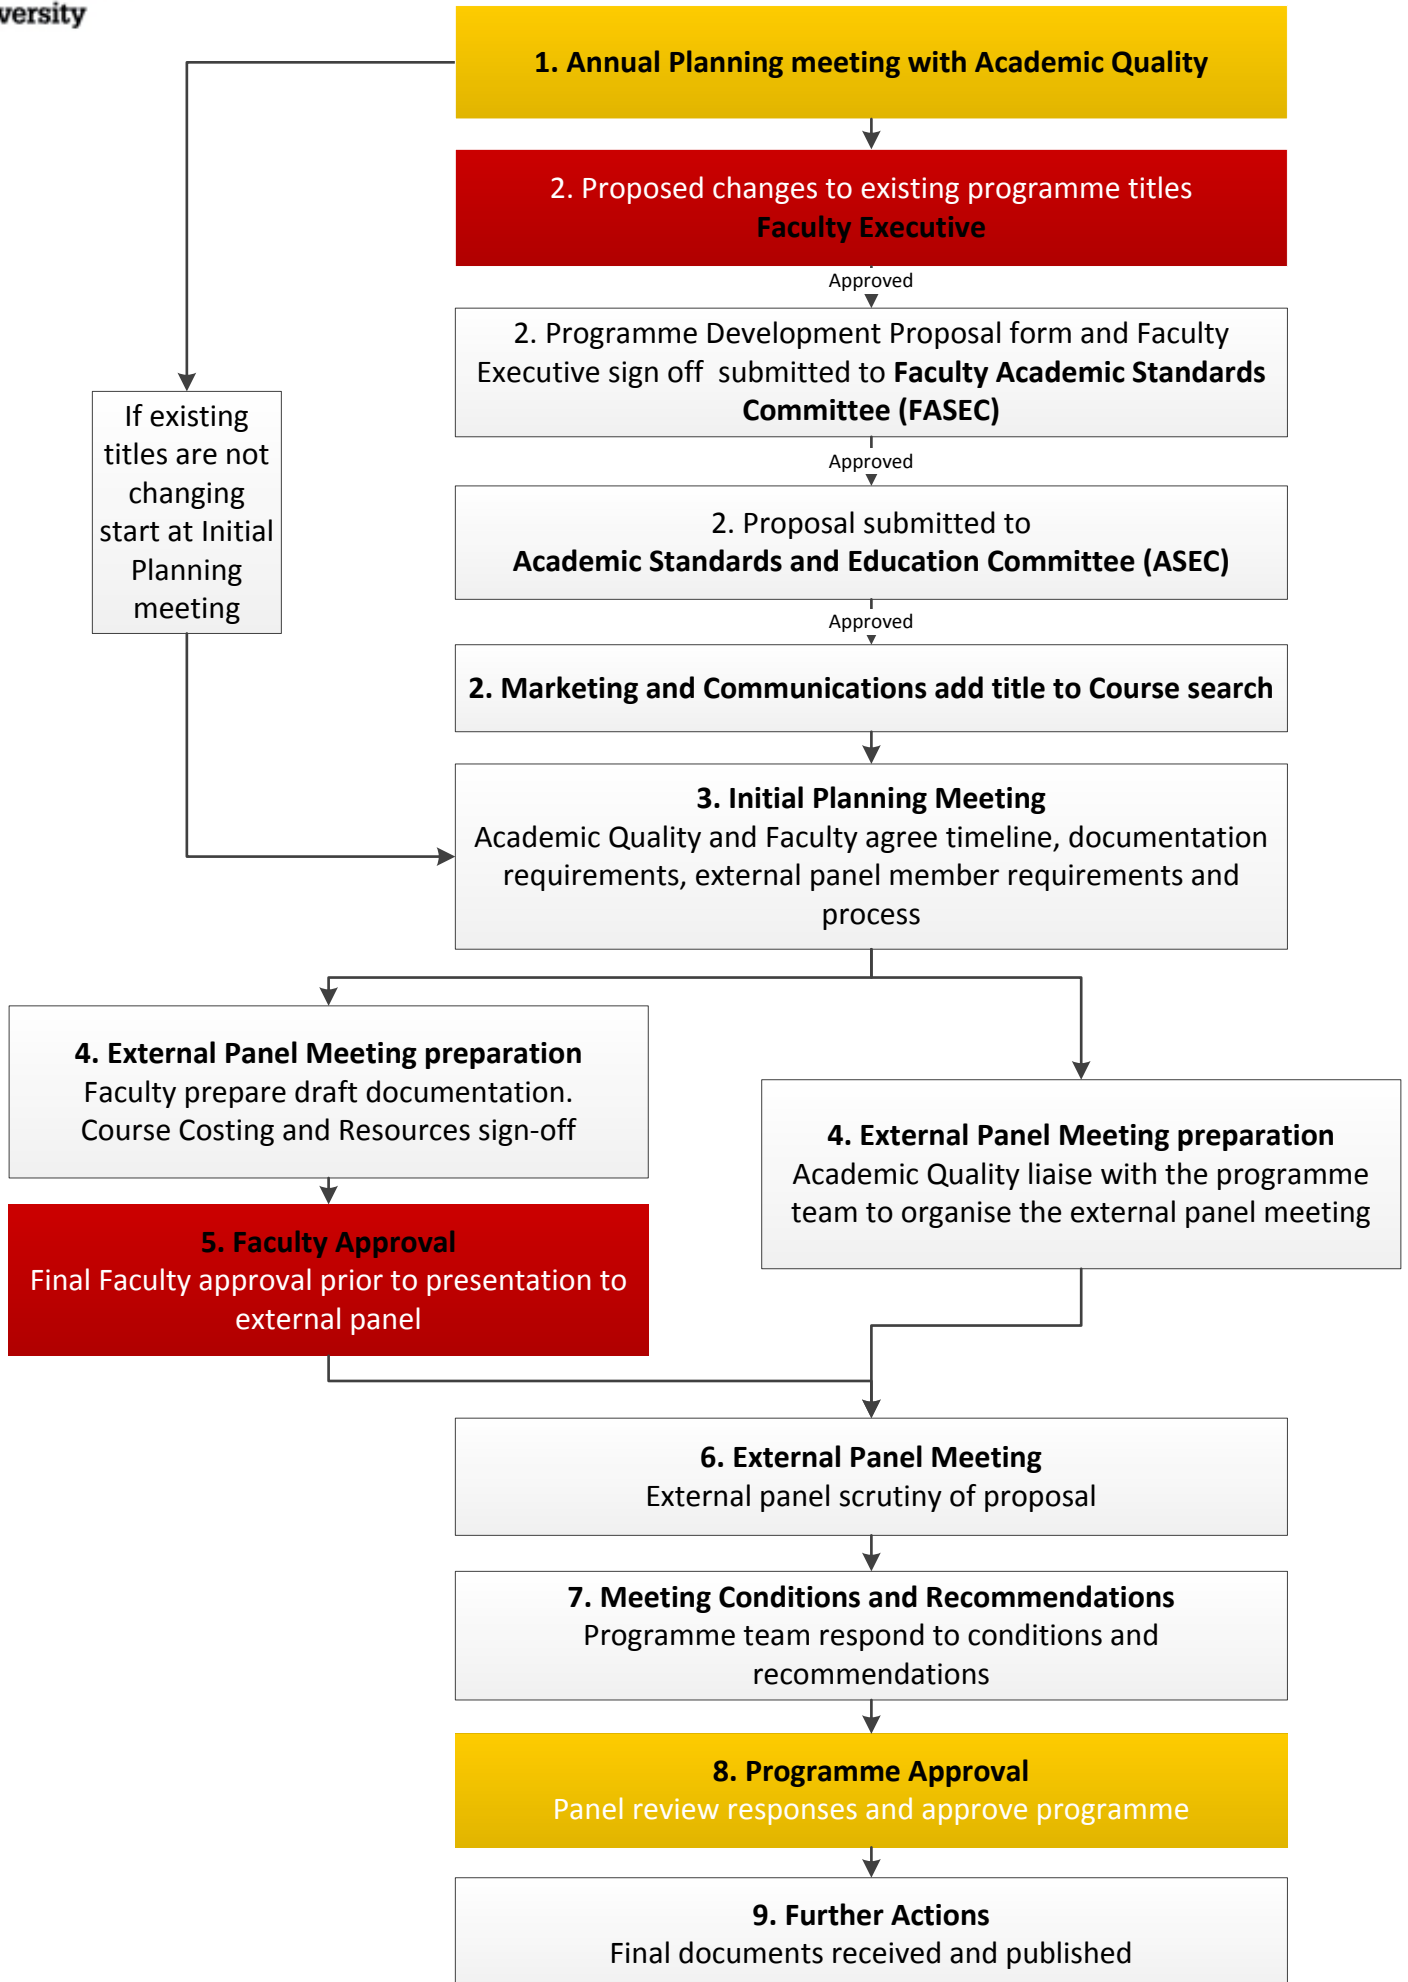 versity
1. Annual Planning meeting with Academic Quality
2. Proposed changes to existing programme titles
Faculty Executive
Approved
2. Programme Development Proposal form and Faculty
Executive sign off submitted to Faculty Academic Standards
Committee (FASEC)
Approved
If existing
titles are not
changing
start at Initial
Planning
meeting
2. Proposal submitted to
Academic Standards and Education Committee (ASEC)
Approved
2. Marketing and Communications add title to Course search
3. Initial Planning Meeting
Academic Quality and Faculty agree timeline, documentation
requirements, external panel member requirements and
process
4. External Panel Meeting preparation
Faculty prepare draft documentation.
Course Costing and Resources sign-off
4. External Panel Meeting preparation
Academic Quality liaise with the programme
team to organise the external panel meeting
5. Faculty Approval
Final Faculty approval prior to presentation to
external panel
6. External Panel Meeting
External panel scrutiny of proposal
7. Meeting Conditions and Recommendations
Programme team respond to conditions and
recommendations
8. Programme Approval
Panel review responses and approve programme
9. Further Actions
Final documents received and published